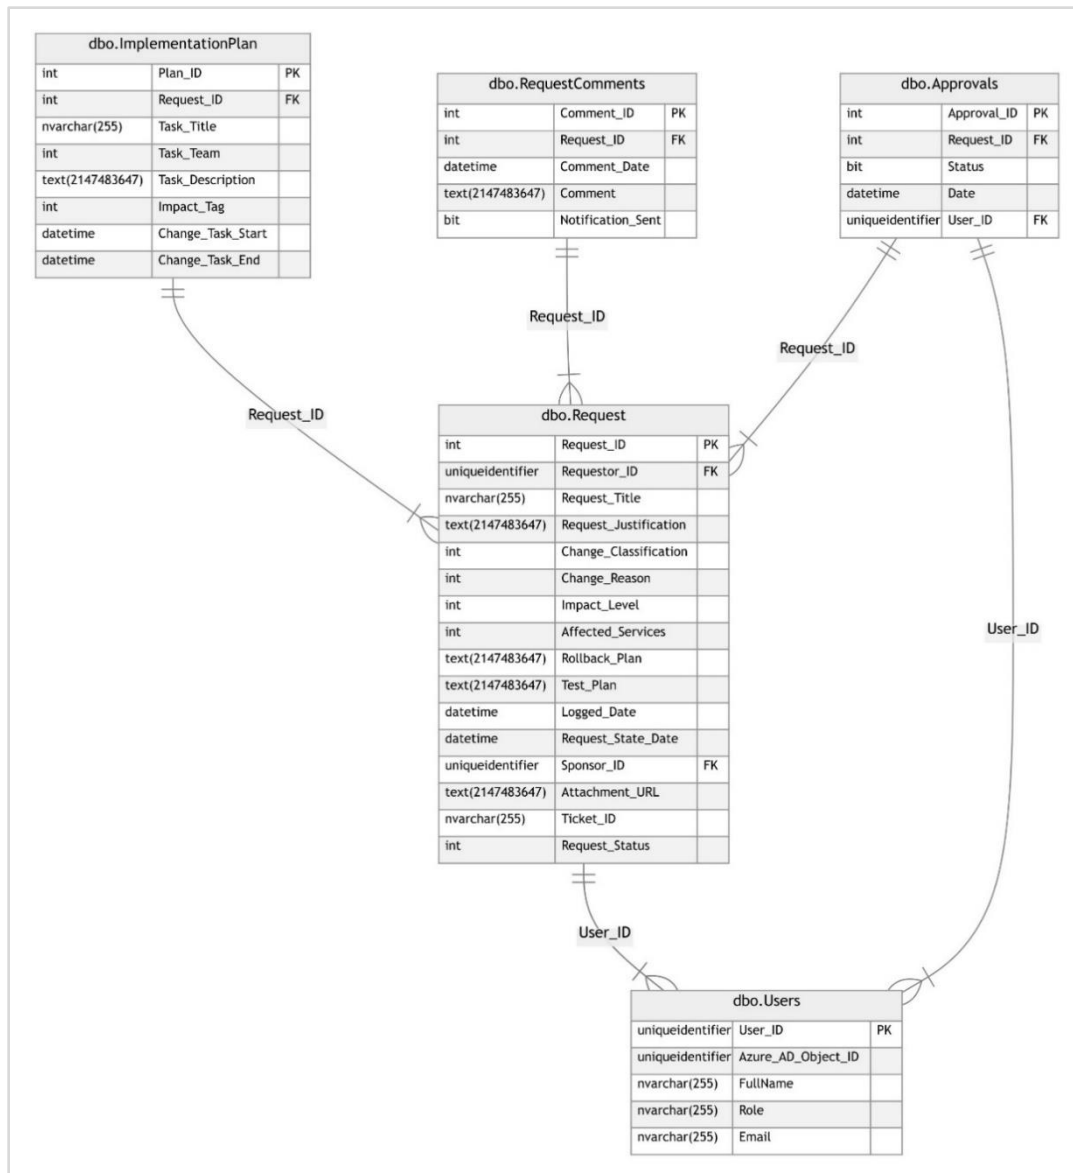 dbo.ImplementationPlan
int Plan_ID PK
int Request_ID FK
nvarchar(255) Task_Title
int Task_Team
text(2147483647) Task_Description
int Impact_Tag
datetime Change_Task_Start
datetime Change_Task_End
dbo.RequestComments
int Comment_ID PK
int Request_ID FK
datetime Comment_Date
text(2147483647) Comment
bit Notification_Sent
dbo.Approvals
int Approval_ID PK
int Request_ID FK
bit Status
datetime Date
uniqueidentifier User_ID FK
Request_ID
Request_ID
Request_ID
dbo.Request
int Request_ID PK
uniqueidentifier Requestor_ID FK
nvarchar(255) Request_Title
text(2147483647) Request_Justification
int Change_Classification
int Change_Reason
int Impact_Level
int Affected_Services
text(2147483647) Rollback_Plan
text(2147483647) Test_Plan
datetime Logged_Date
datetime Request_State_Date
uniqueidentifier Sponsor_ID FK
text(2147483647) Attachment_URL
nvarchar(255) Ticket_ID
int Request_Status
User_ID
User_ID
dbo.Users
uniqueidentifier User_ID PK
uniqueidentifier Azure_AD_Object_ID
nvarchar(255) FullName
nvarchar(255) Role
nvarchar(255) Email